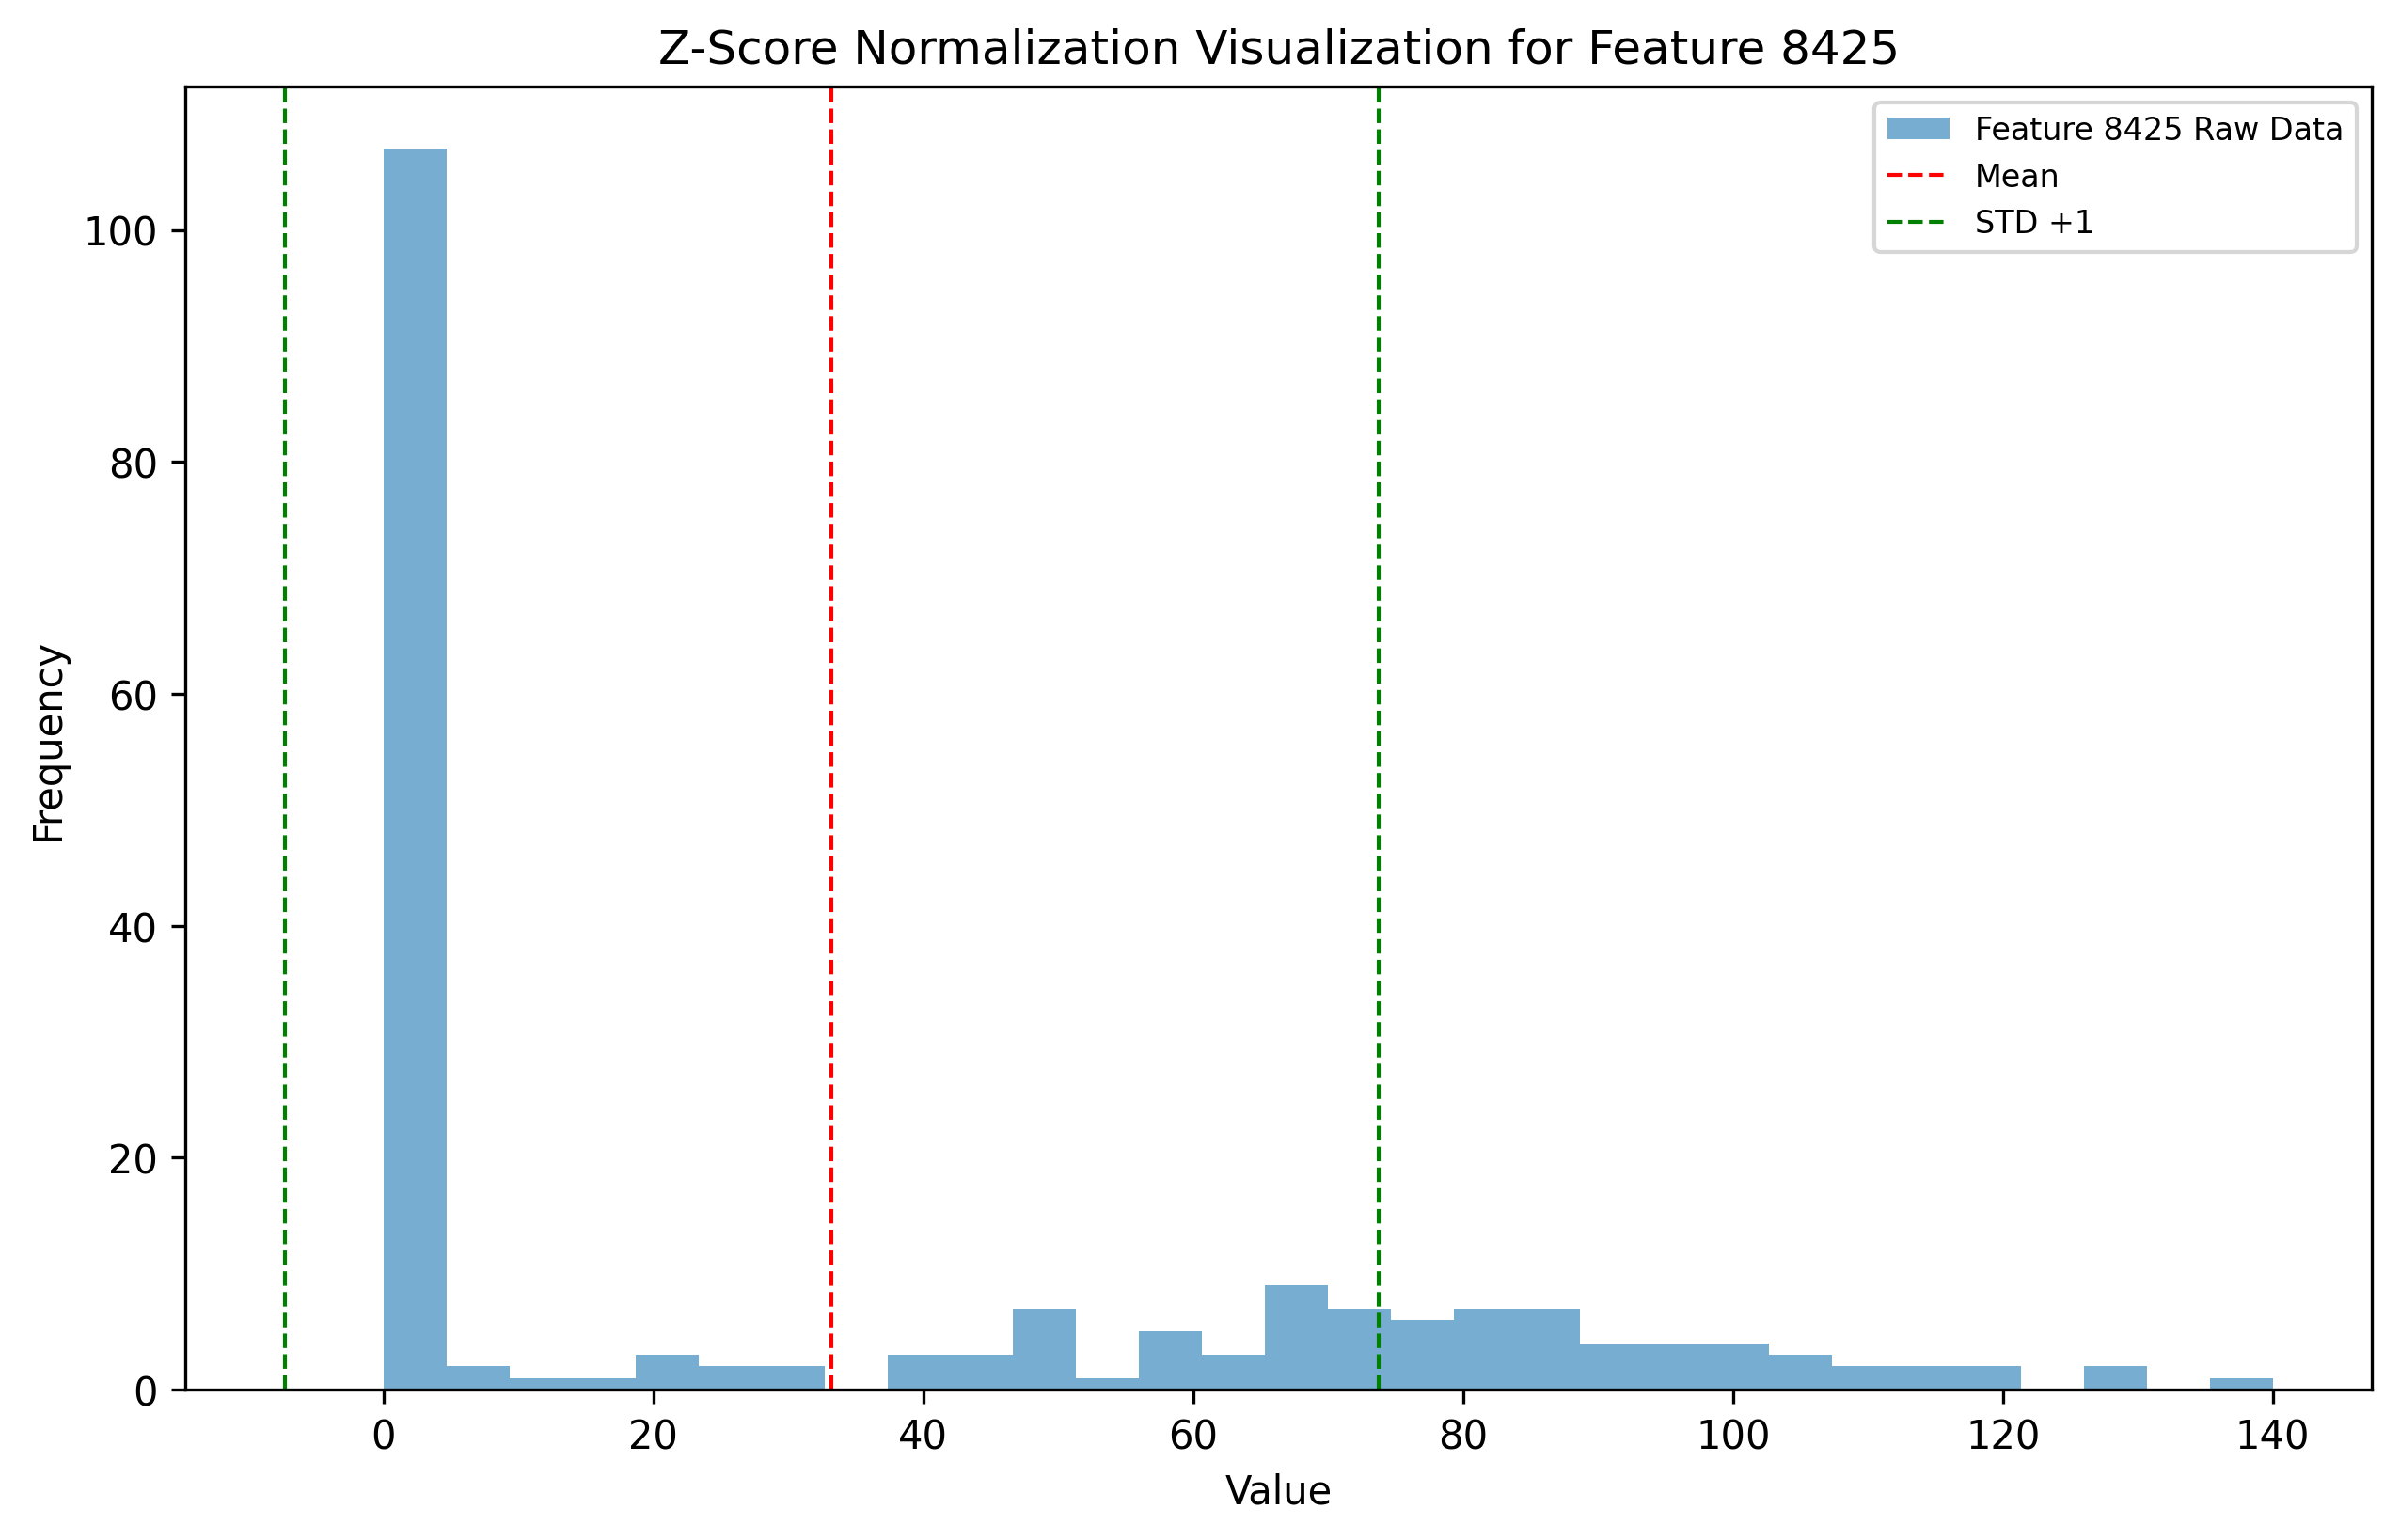 Z-Score Normalization Visualization for Feature 8425
Feature 8425 Raw Data
Mean
STD +1
100
80
60
40
20
0
Frequency
0 20 40 60 80 100 120 140
Value